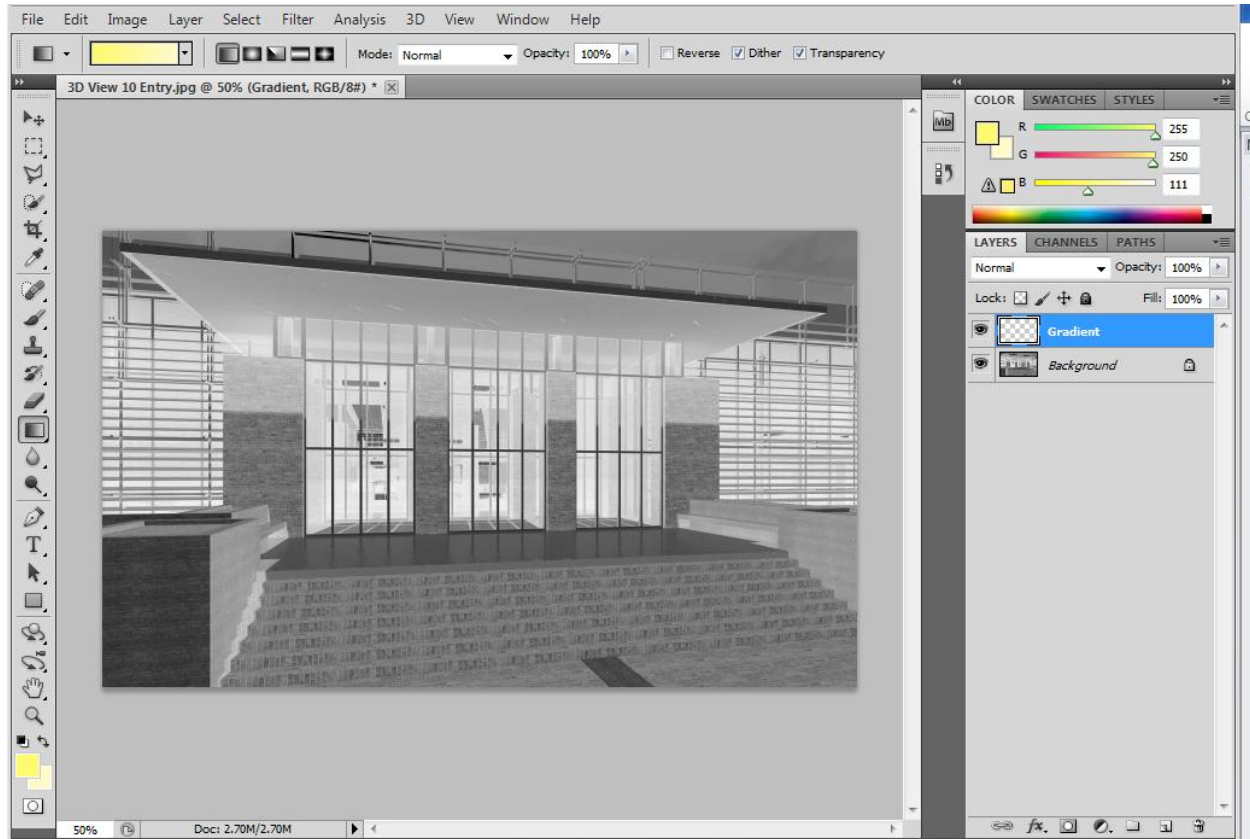 File Edit Image Layer Select Filter Analysis 3D View Window Help
Mode: Normal Opacity: 100% Reverse Dither Transparency
3D View 10 Entry.jpg @ 50% (Gradient, RGB/8#) *
COLOR SWATCHES STYLES
R 255
G 250
B 111
LAYERS CHANNELS PATHS
Normal Opacity: 100%
Lock: Fill: 100%
Gradient
Background
T
50% Doc: 2.70M/2.70M
fx.